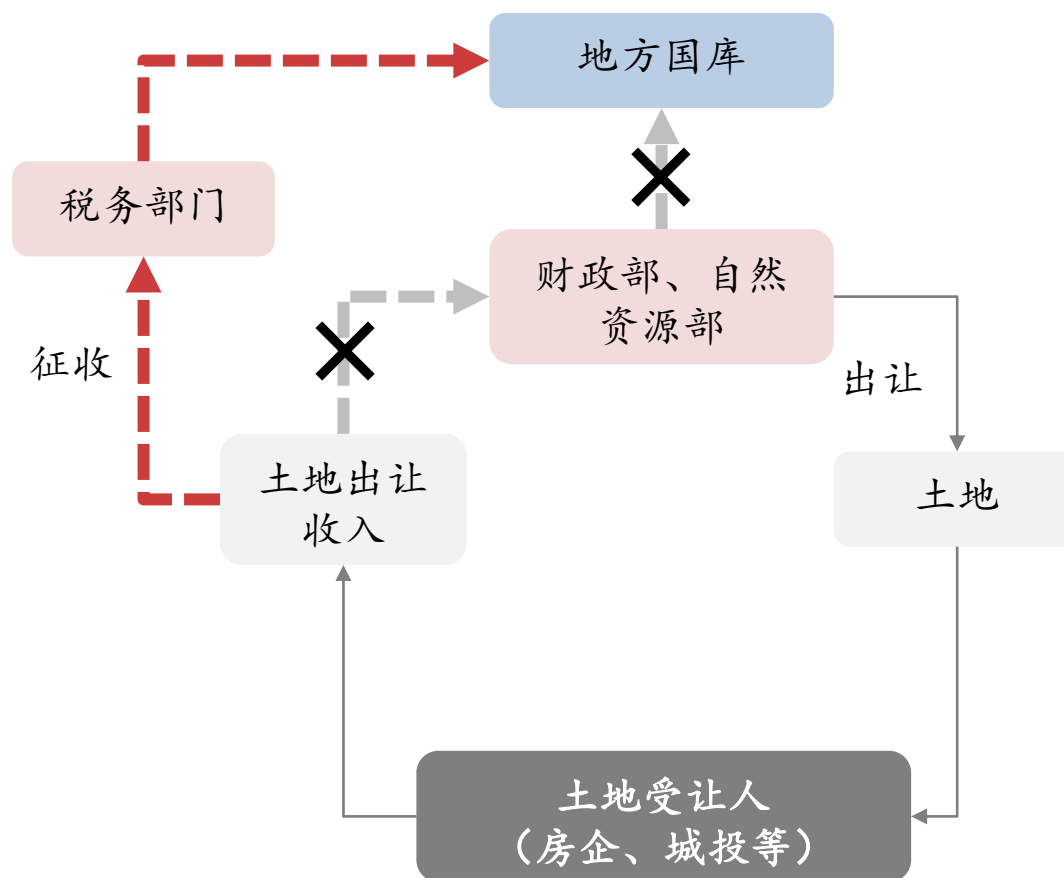 地方国库
税务部门
财政部、自然
资源部
征收
出让
土地出让
收入
土地
土地受让人
（房企、城投等）